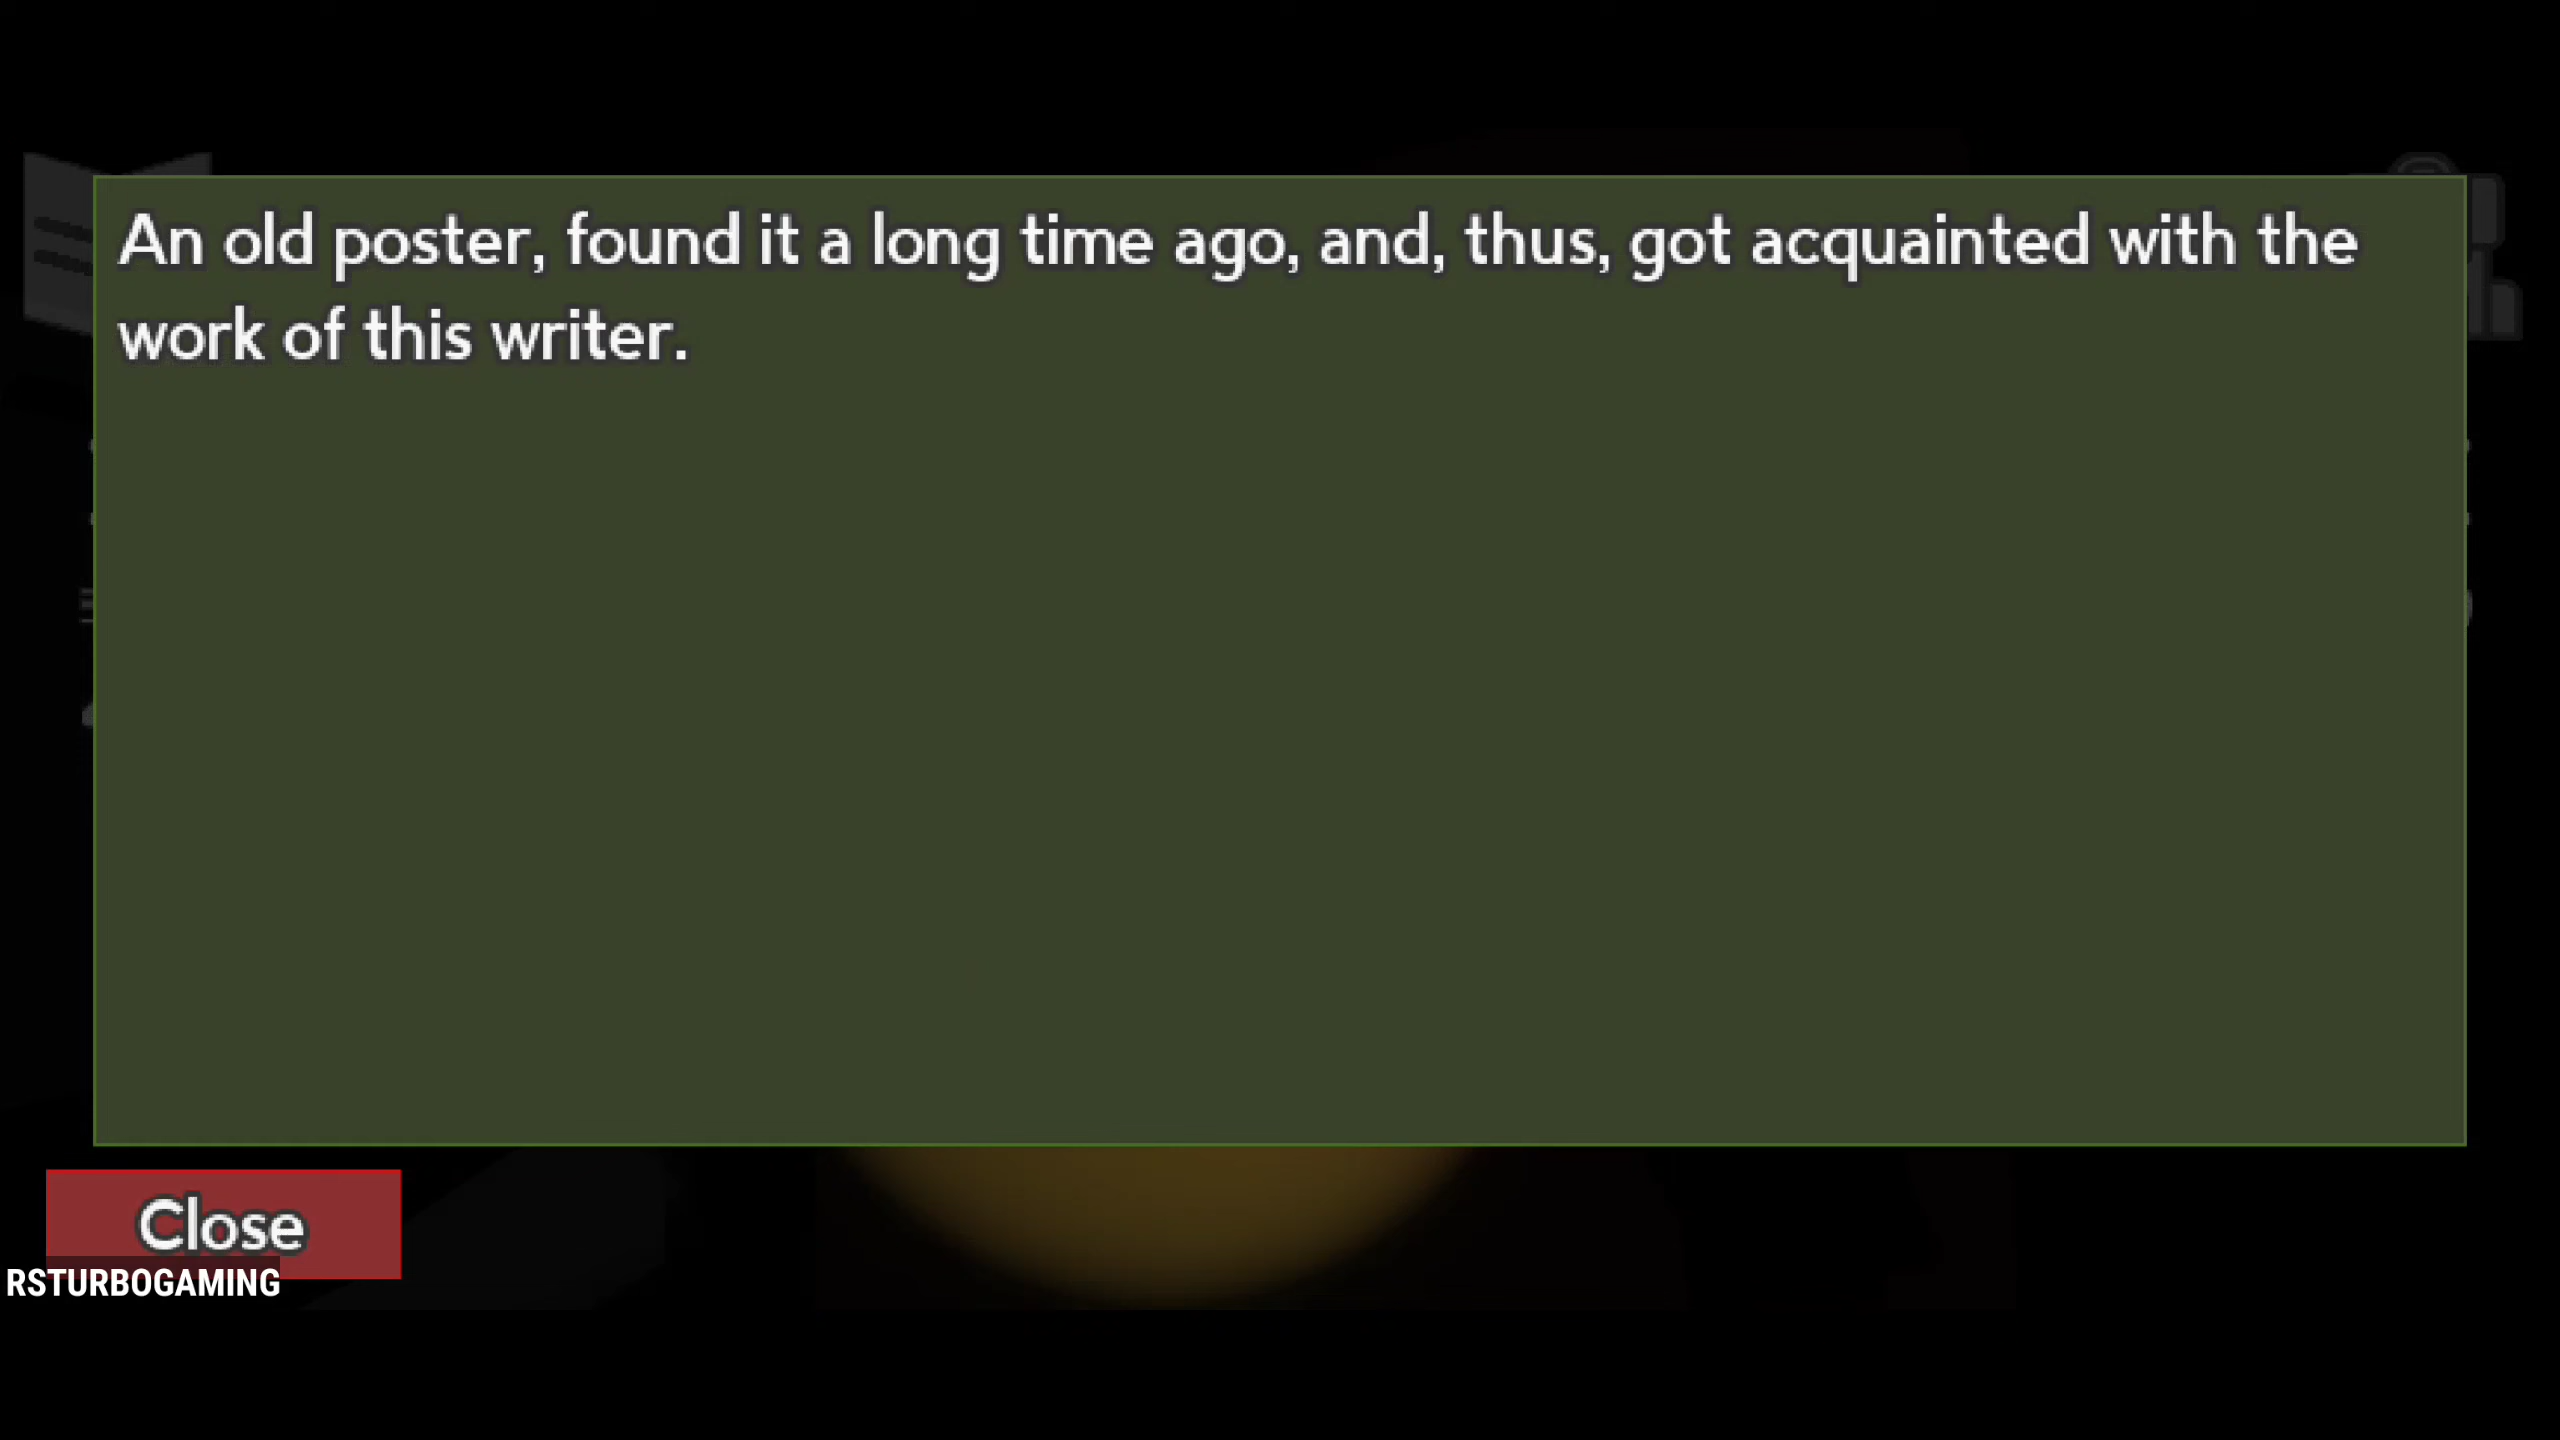 An old poster, found it a long time ago, and, thus, got acquainted with the
work of this writer.
Close
RSTURBOGAMING